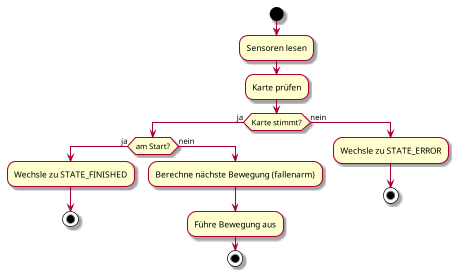 Sensoren lesen
Karte prüfen
ja
Karte stimmt?
nein
ja
am Start?
nein
Wechsle zu STATE_FINISHED
Berechne nächste Bewegung (fallenarm)
Führe Bewegung aus
Wechsle zu STATE_ERROR